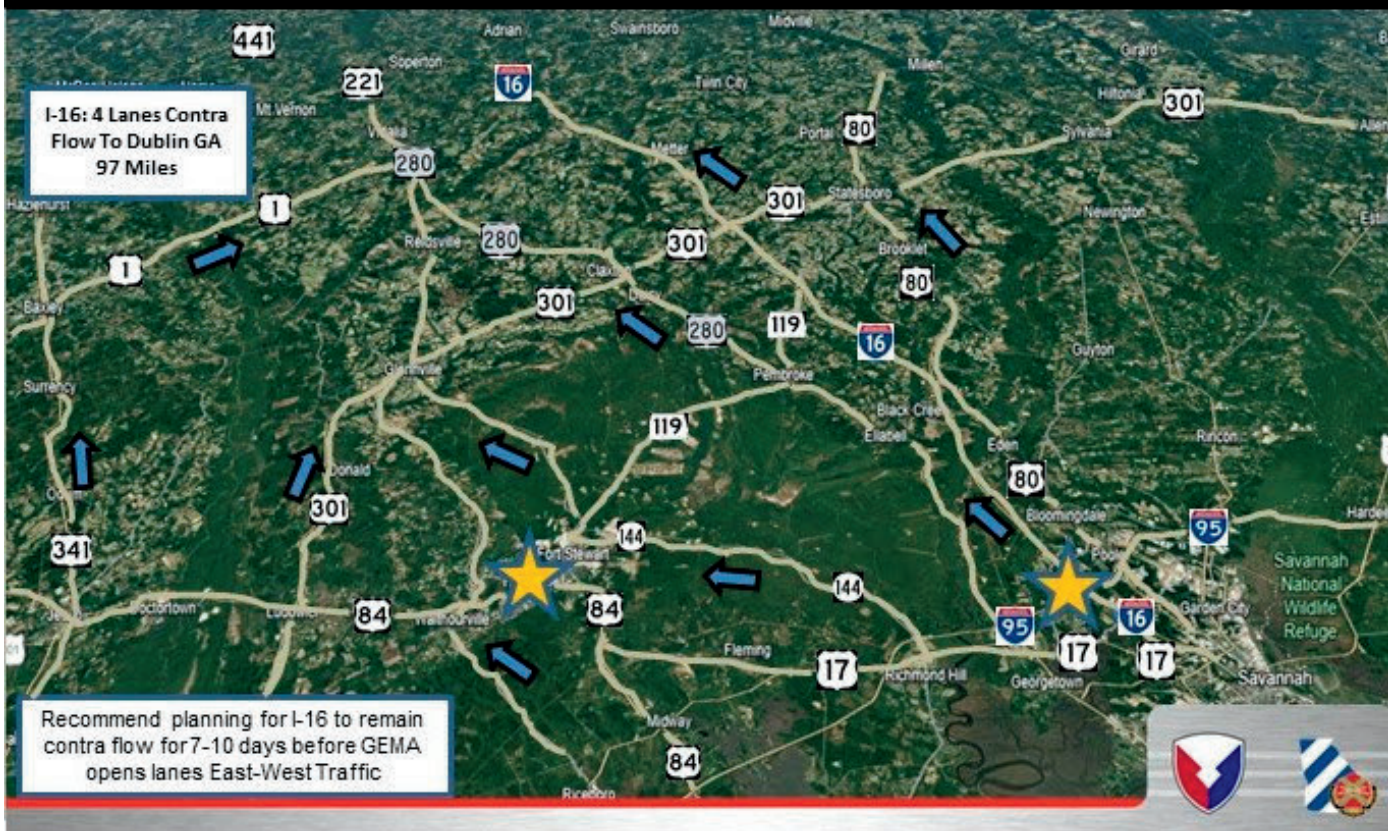 Adrian
Swainsboro
Midville
441
Girard
Soperton
Millen
221
16
Twin City
Hiltonia
301
I-16: 4 Lanes Contra
Flow To Dublin GA
97 Miles
Mt. Vernon
Vidalia
Portal
80
Sylvania
Metter
280
Statesboro
Hazlehurst
1
301
Newington
Reidsville
280
301
Brooklet
1
Claxton
80
Baxley
301
280
119
16
Guyton
Glennville
Pembroke
Surrency
Black Creek
119
Ellabell
Eden
Rincon
Donald
80
Odum
301
Bloomingdale
95
341
Fort Stewart
144
Pooler
Savannah
National
Wildlife
Refuge
144
Doctortown
Ludowici
84
Walthourville
84
95
16
Garden City
Jesup
Fleming
17
17
17
Richmond Hill
Georgetown
Savannah
Midway
84
Riceboro
Recommend planning for I-16 to remain
contra flow for 7-10 days before GEMA
opens lanes East-West Traffic